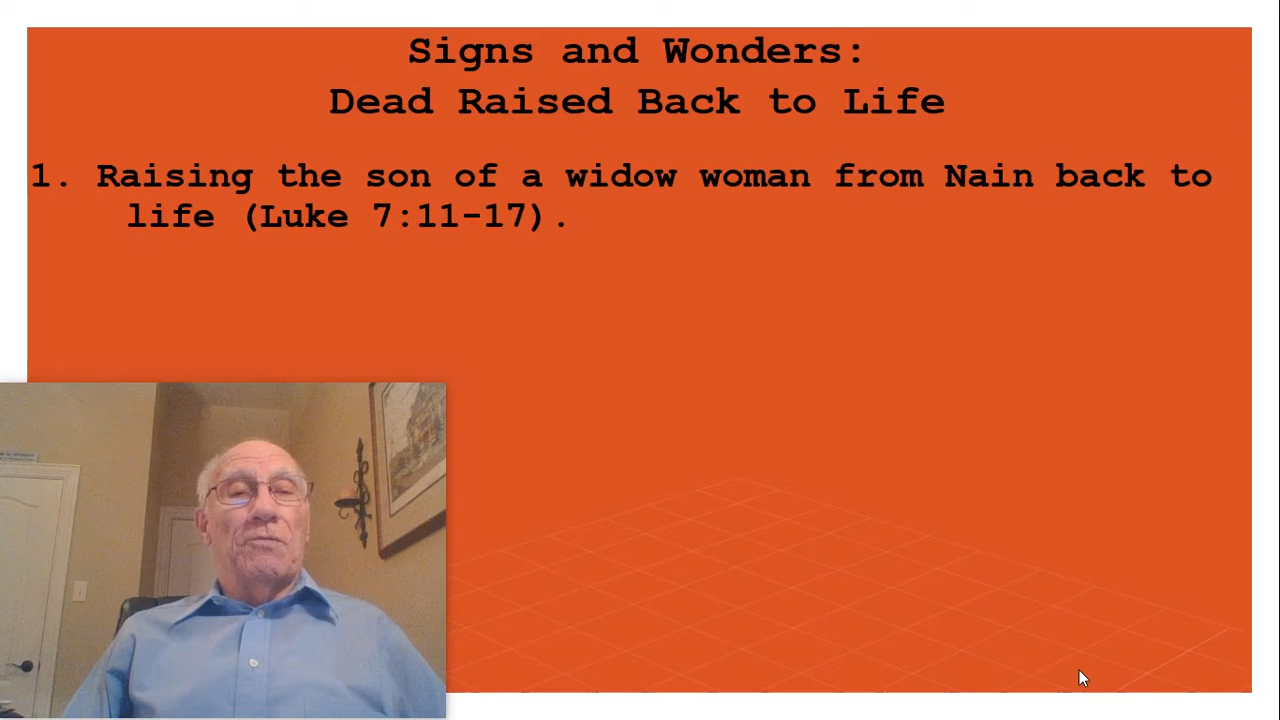 Signs and Wonders:
Dead Raised Back to Life
1. Raising the son of a widow woman from Nain back to
life (Luke 7:11-17).